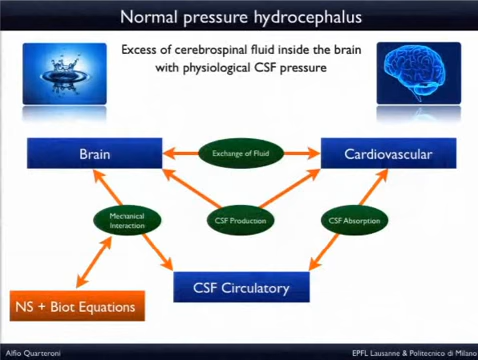 Normal pressure hydrocephalus
Excess of cerebrospinal fluid inside the brain
with physiological CSF pressure
Brain
Exchange of Fluid
Cardiovascular
Mechanical
Interaction
CSF Production
CSF Absorption
CSF Circulatory
NS + Biot Equations
Alfio Quarteroni
EPFL Lausanne & Politecnico di Milano